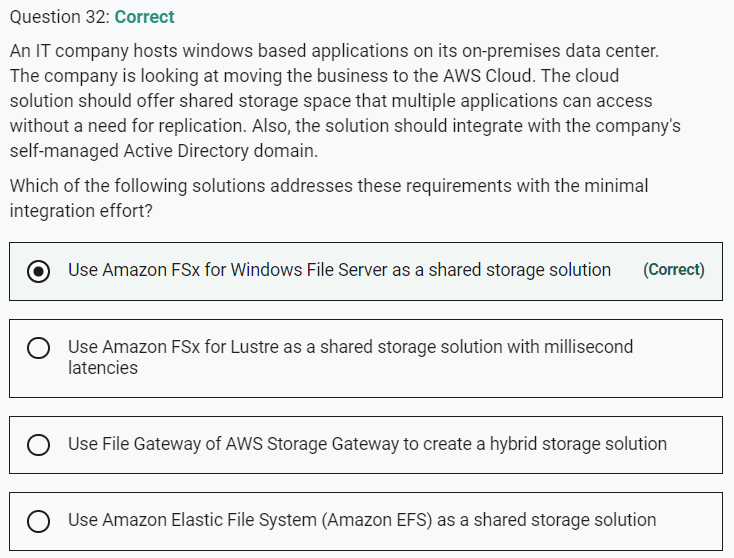 Question 32: Correct
An IT company hosts windows based applications on its on-premises data center.
The company is looking at moving the business to the AWS Cloud. The cloud
solution should offer shared storage space that multiple applications can access
without a need for replication. Also, the solution should integrate with the company's
self-managed Active Directory domain.
Which of the following solutions addresses these requirements with the minimal
integration effort?
Use Amazon FSx for Windows File Server as a shared storage solution (Correct)
Use Amazon FSx for Lustre as a shared storage solution with millisecond
latencies
Use File Gateway of AWS Storage Gateway to create a hybrid storage solution
Use Amazon Elastic File System (Amazon EFS) as a shared storage solution